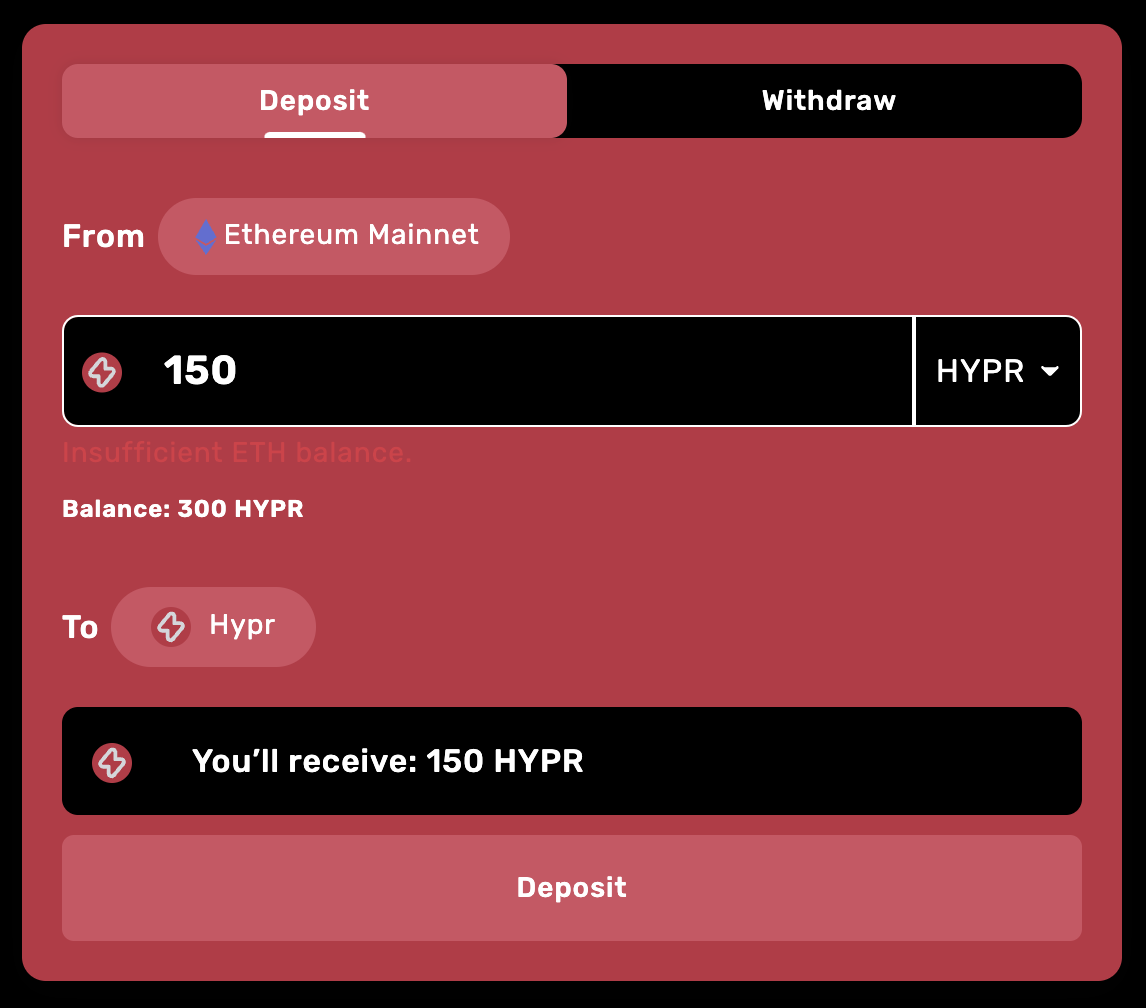 Deposit
Withdraw
From
Ethereum Mainnet
150
HYPR
Insufficient ETH balance.
Balance: 300 HYPR
To
Hypr
You’ll receive: 150 HYPR
Deposit